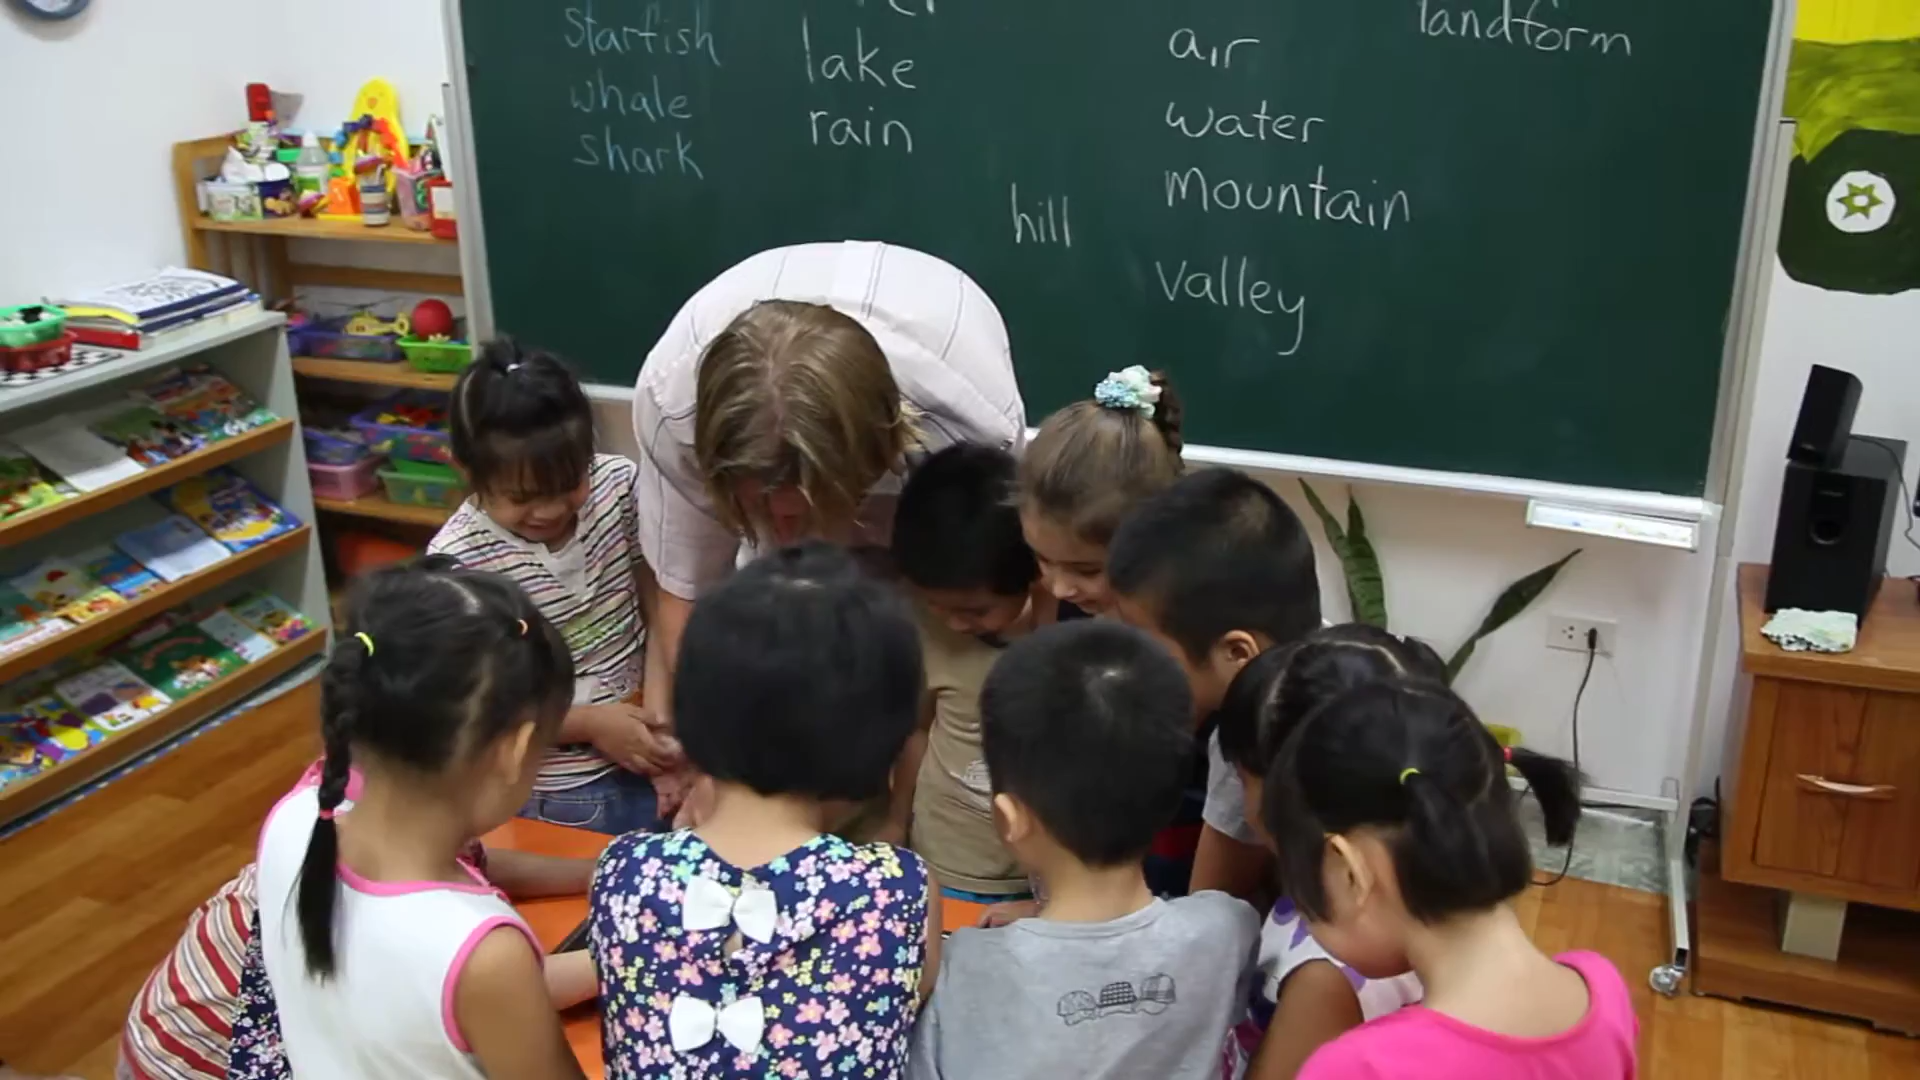 starfish
whale
shark
lake
rain
hill
air
water
mountain
valley
landform